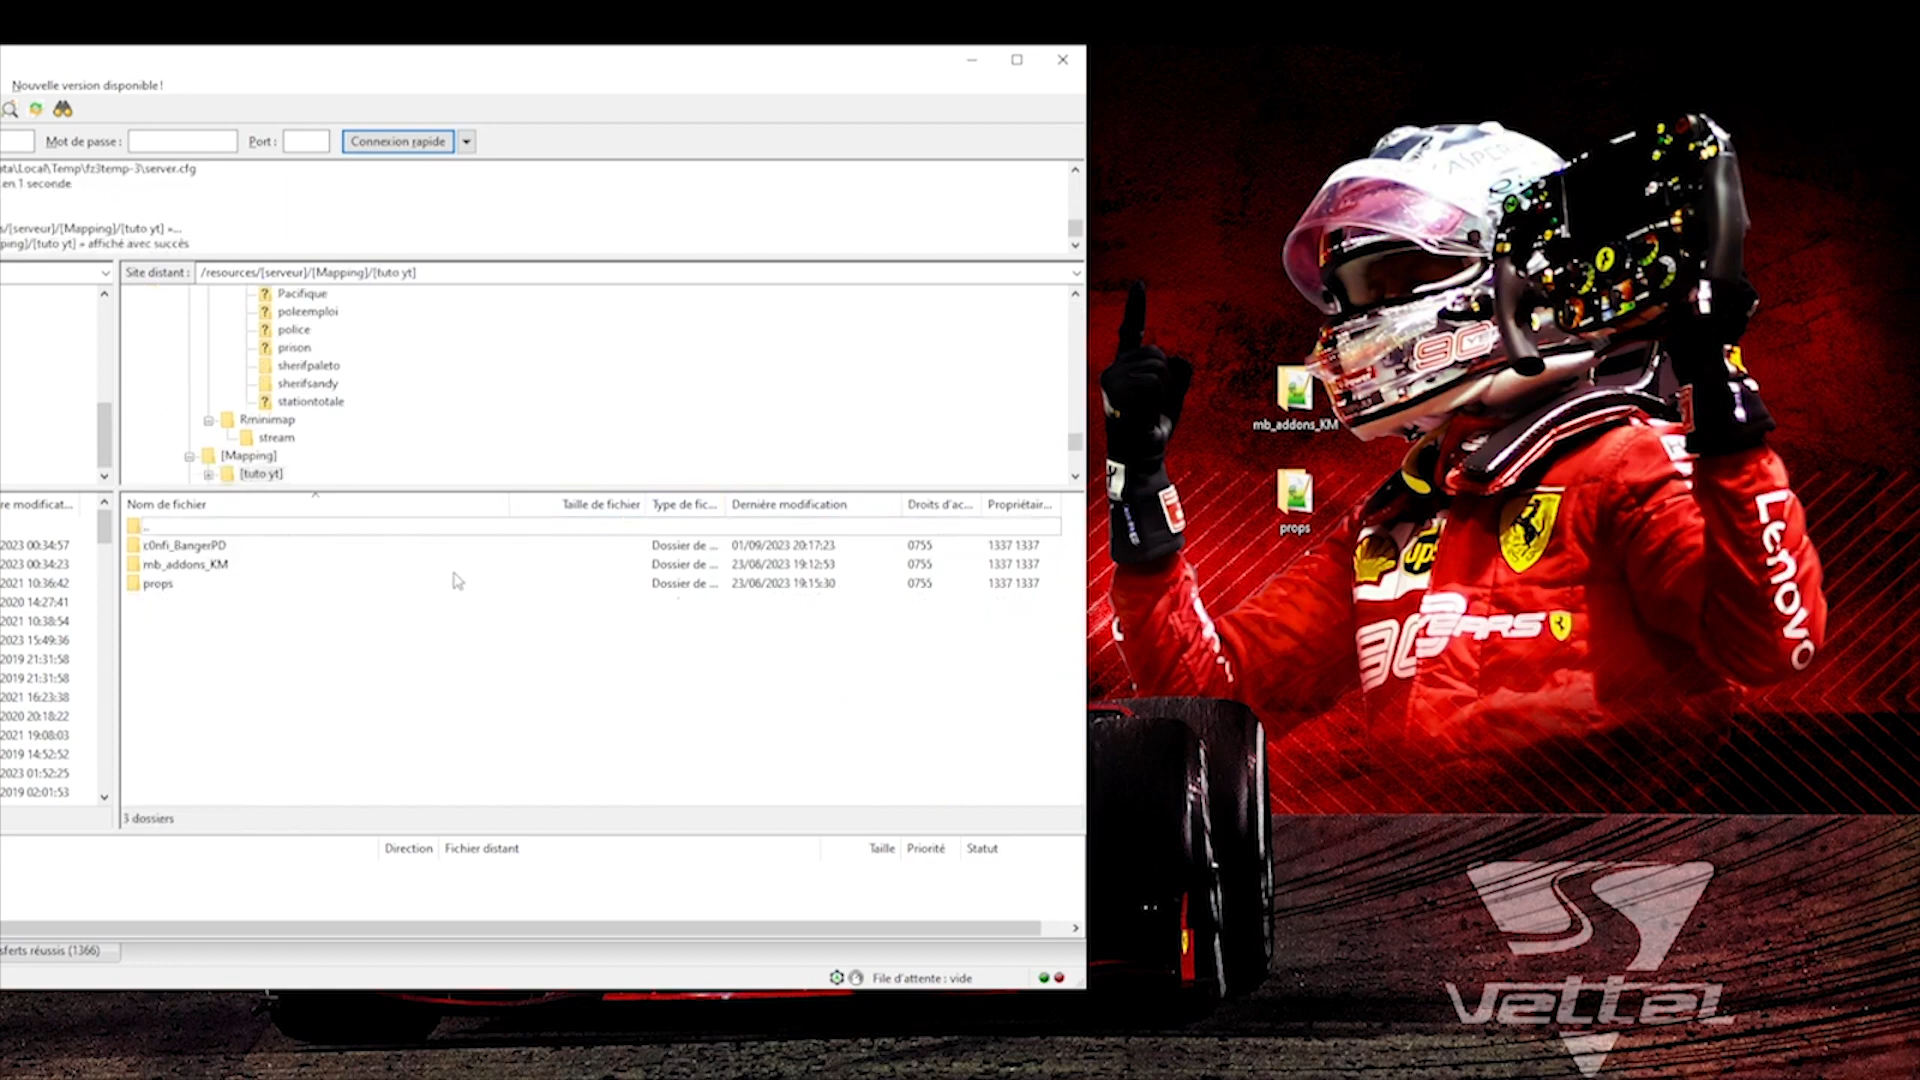 Nouvelle version disponible !
Mot de passe :
Port :
Connexion rapide
ata\Local\Temp\fz3temp-3\server.cfg
en 1 seconde
s/[serveur]/[Mapping]/[tuto yt] »...
ping]/[tuto yt] » affiché avec succès
Site distant : /resources/[serveur]/[Mapping]/[tuto yt]
Pacifique
poleemploi
police
prison
sherifpaleto
sherifsandy
stationtotale
Rminimap
stream
[Mapping]
[tuto yt]
re modificat...
2023 00:34:57
2023 00:34:23
2021 10:36:42
2020 14:27:41
2021 10:38:54
2023 15:49:36
2019 21:31:58
2019 21:31:58
2021 16:23:38
2020 20:18:22
2021 19:08:03
2019 14:52:52
2023 01:52:25
2019 02:01:53
Nom de fichier Taille de fichier Type de fic... Dernière modification Droits d'ac... Propriétair...
..
c0nfi_BangerPD Dossier de ... 01/09/2023 20:17:23 0755 1337 1337
mb_addons_KM Dossier de ... 23/08/2023 19:12:53 0755 1337 1337
props Dossier de ... 23/08/2023 19:15:30 0755 1337 1337
3 dossiers
Direction Fichier distant Taille Priorité Statut
sferts réussis (1366)
File d'attente : vide
mb_addons_KM
props
90
ups
Lenovo
90 YEARS
Vettel